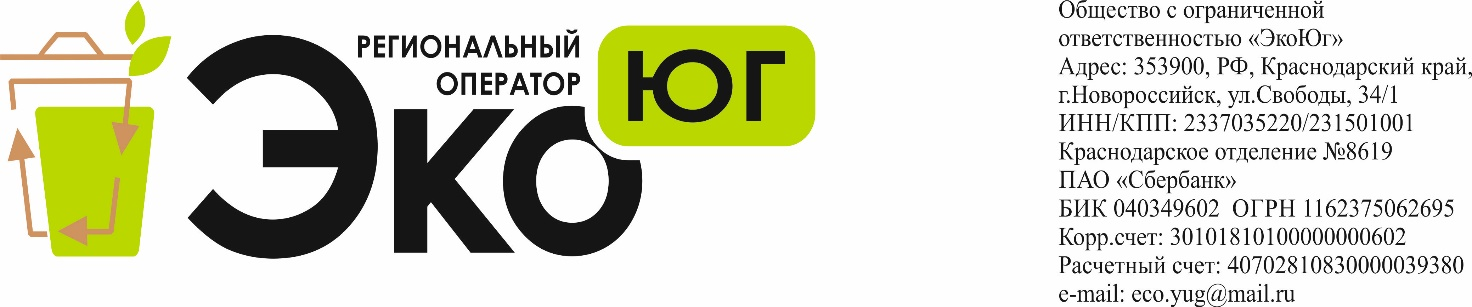 РЕГИОНАЛЬНЫЙ
ОПЕРАТОР
Эко
ЮГ
Общество с ограниченной
ответственностью «ЭкоЮг»
Адрес: 353900, РФ, Краснодарский край,
г.Новороссийск, ул.Свободы, 34/1
ИНН/КПП: 2337035220/231501001
Краснодарское отделение №8619
ПАО «Сбербанк»
БИК 040349602 ОГРН 1162375062695
Корр.счет: 30101810100000000602
Расчетный счет: 40702810830000039380
e-mail: eco.yug@mail.ru